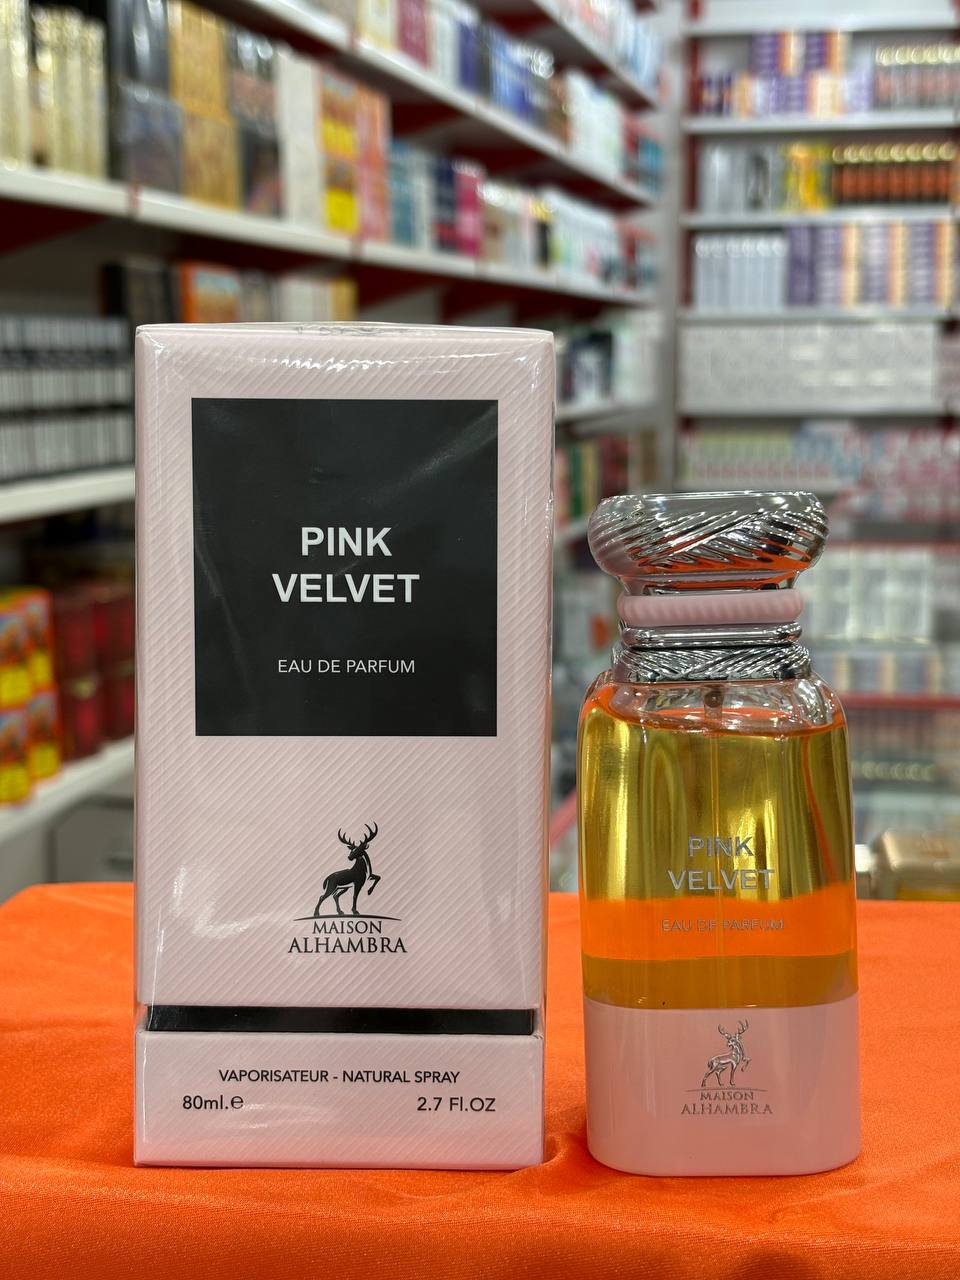 PINK
VELVET
EAU DE PARFUM
MAISON
ALHAMBRA
VAPORISATEUR - NATURAL SPRAY
80ml.e
2.7 Fl.OZ
PINK
VELVET
EAU DE PARFUM
MAISON
ALHAMBRA